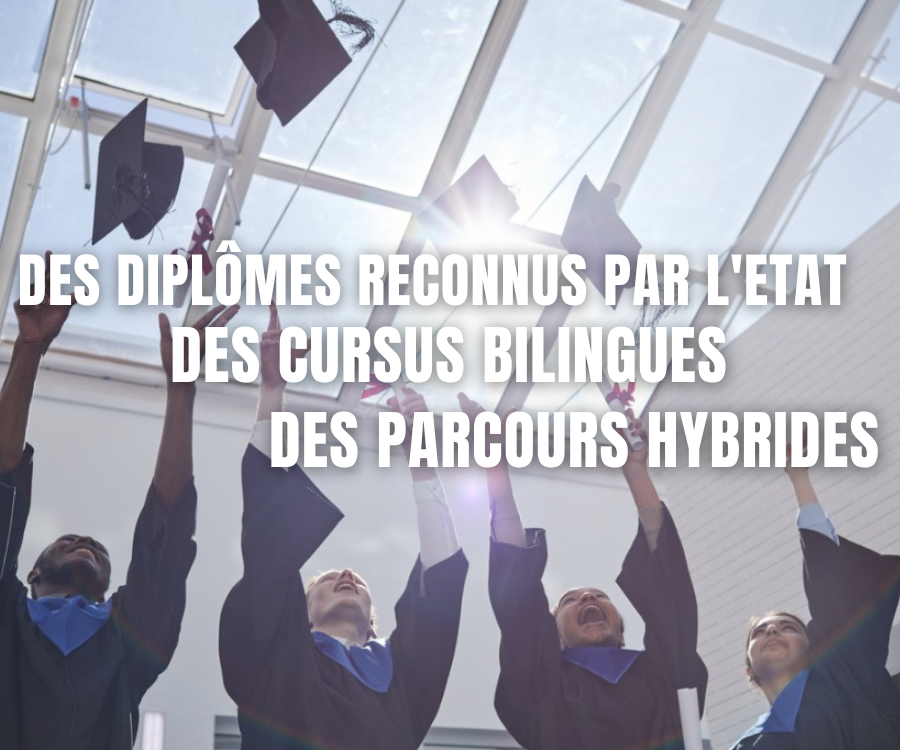 DES DIPLÔMES RECONNUS PAR L'ETAT
DES CURSUS BILINGUES
DES PARCOURS HYBRIDES